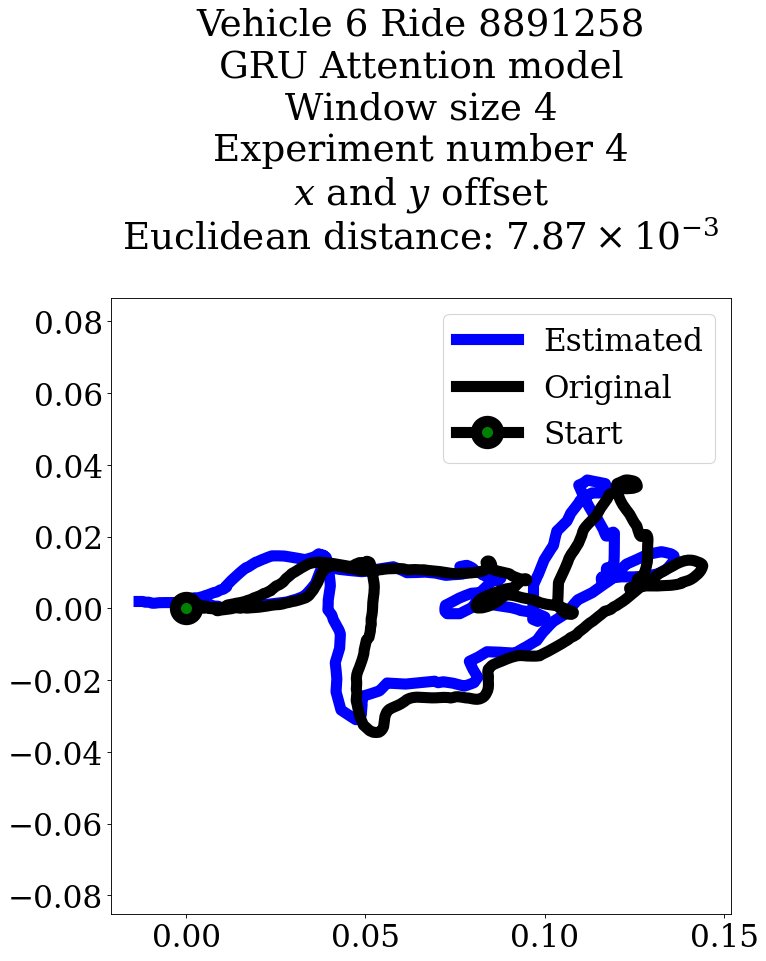 Vehicle 6 Ride 8891258
GRU Attention model
Window size 4
Experiment number 4
x and y offset
Euclidean distance: 7.87 × 10⁻³
Estimated
Original
Start
0.08
0.06
0.04
0.02
0.00
−0.02
−0.04
−0.06
−0.08
0.00 0.05 0.10 0.15